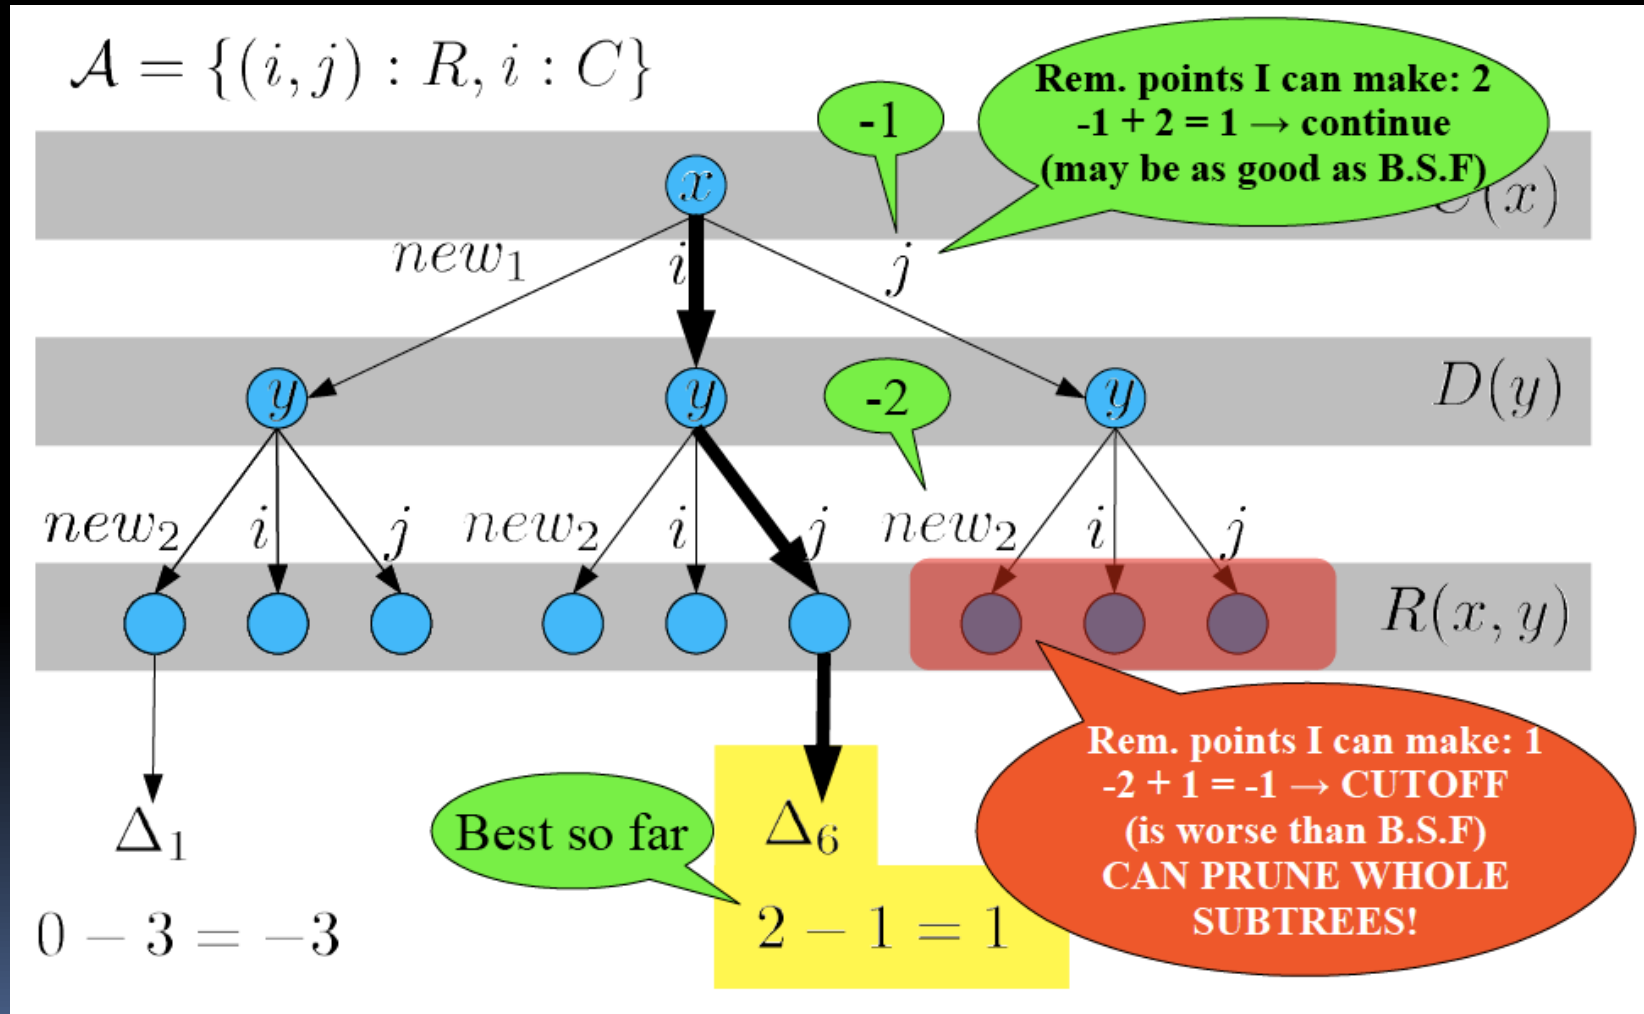 𝒜 = {(i, j) : R, i : C}
Rem. points I can make: 2
-1 + 2 = 1 → continue
(may be as good as B.S.F)
-1
x
(x)
new₁
i
j
y
y
y
D(y)
-2
new₂ i j new₂ i j new₂ i j
R(x, y)
Rem. points I can make: 1
-2 + 1 = -1 → CUTOFF
(is worse than B.S.F)
CAN PRUNE WHOLE
SUBTREES!
Best so far
Δ₁
Δ₆
0 − 3 = −3
2 − 1 = 1